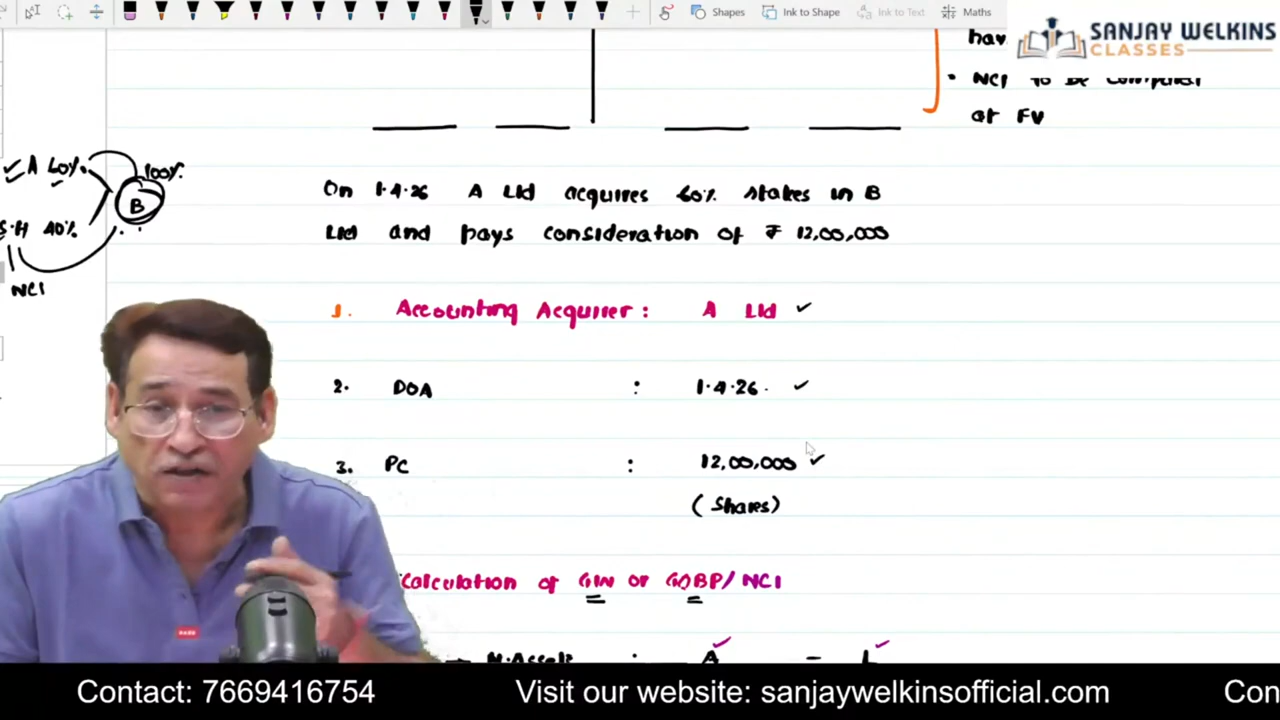 Shapes Ink to Shape Ink to Text Maths
SANJAY WELKINS
CLASSES
hav
• NCI To be computed
at FV
A 60%. 100%.
B
S.H 40%
NCI
On 1.4.26 A Ltd acquires 60% stakes in B
Ltd and pays consideration of ₹ 12,00,000
1. Accounting Acquirer : A Ltd ✓
2. DOA : 1.4.26. ✓
3. PC : 12,00,000 ✓
(Shares)
Calculation of G/W or GOBP/NCI
N.Assets : A =
Contact: 7669416754 Visit our website: sanjaywelkinsofficial.com Con